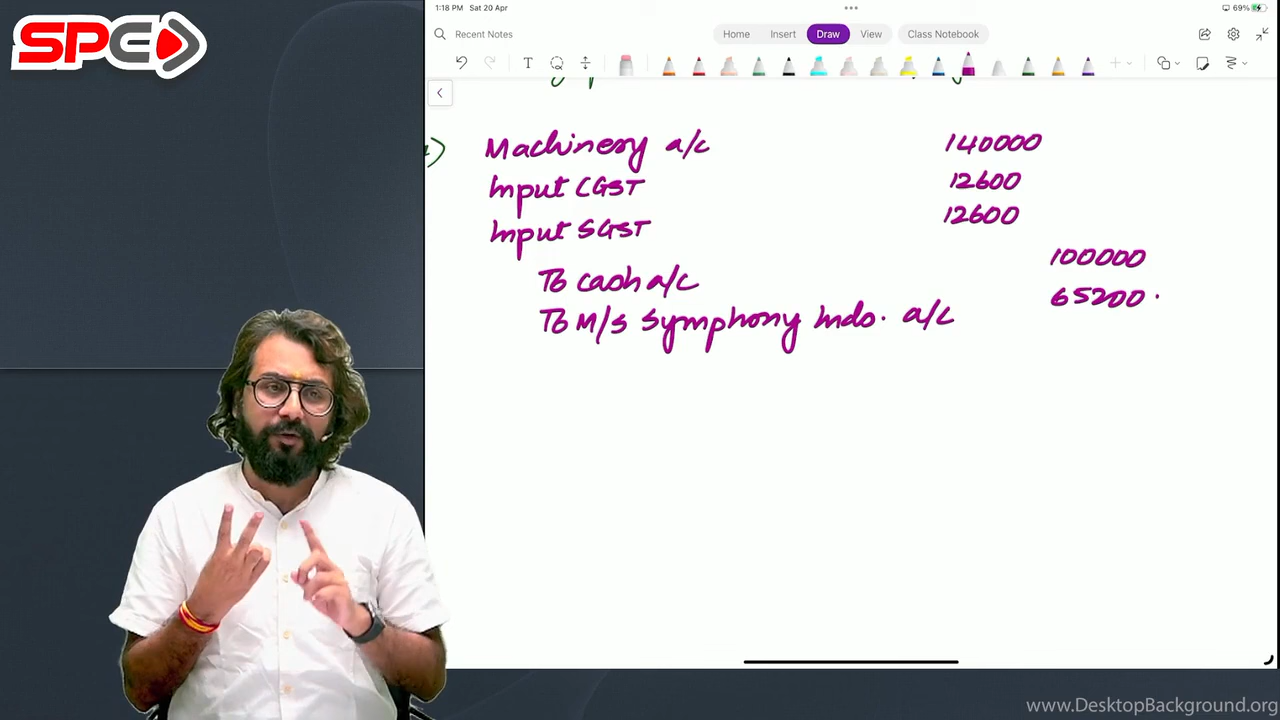 SPC
1:18 PM Sat 20 Apr
69%
Recent Notes
Home Insert Draw View Class Notebook
T
Machinery a/c 140000
Input CGST 12600
Input SGST 12600
To cash a/c 100000
To M/s Symphony Indo. a/c 65200
www.DesktopBackground.org